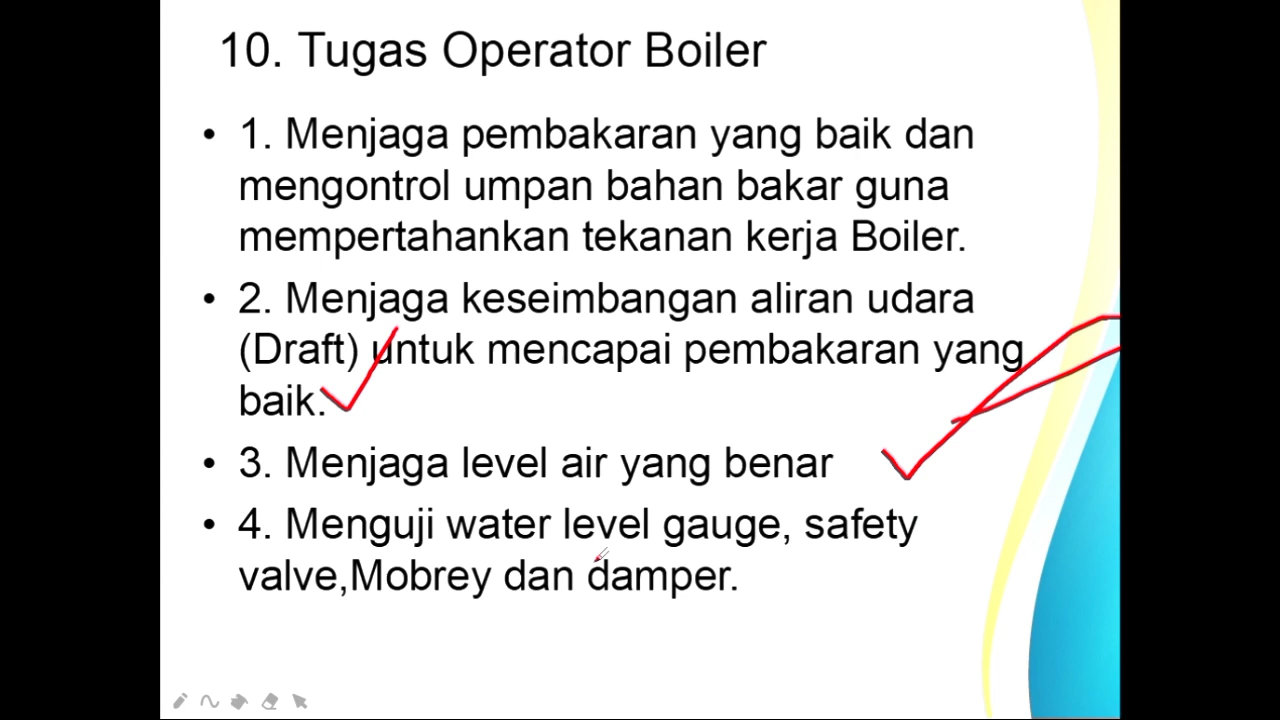 10. Tugas Operator Boiler
• 1. Menjaga pembakaran yang baik dan
mengontrol umpan bahan bakar guna
mempertahankan tekanan kerja Boiler.
• 2. Menjaga keseimbangan aliran udara
(Draft) untuk mencapai pembakaran yang
baik.
• 3. Menjaga level air yang benar
• 4. Menguji water level gauge, safety
valve,Mobrey dan damper.